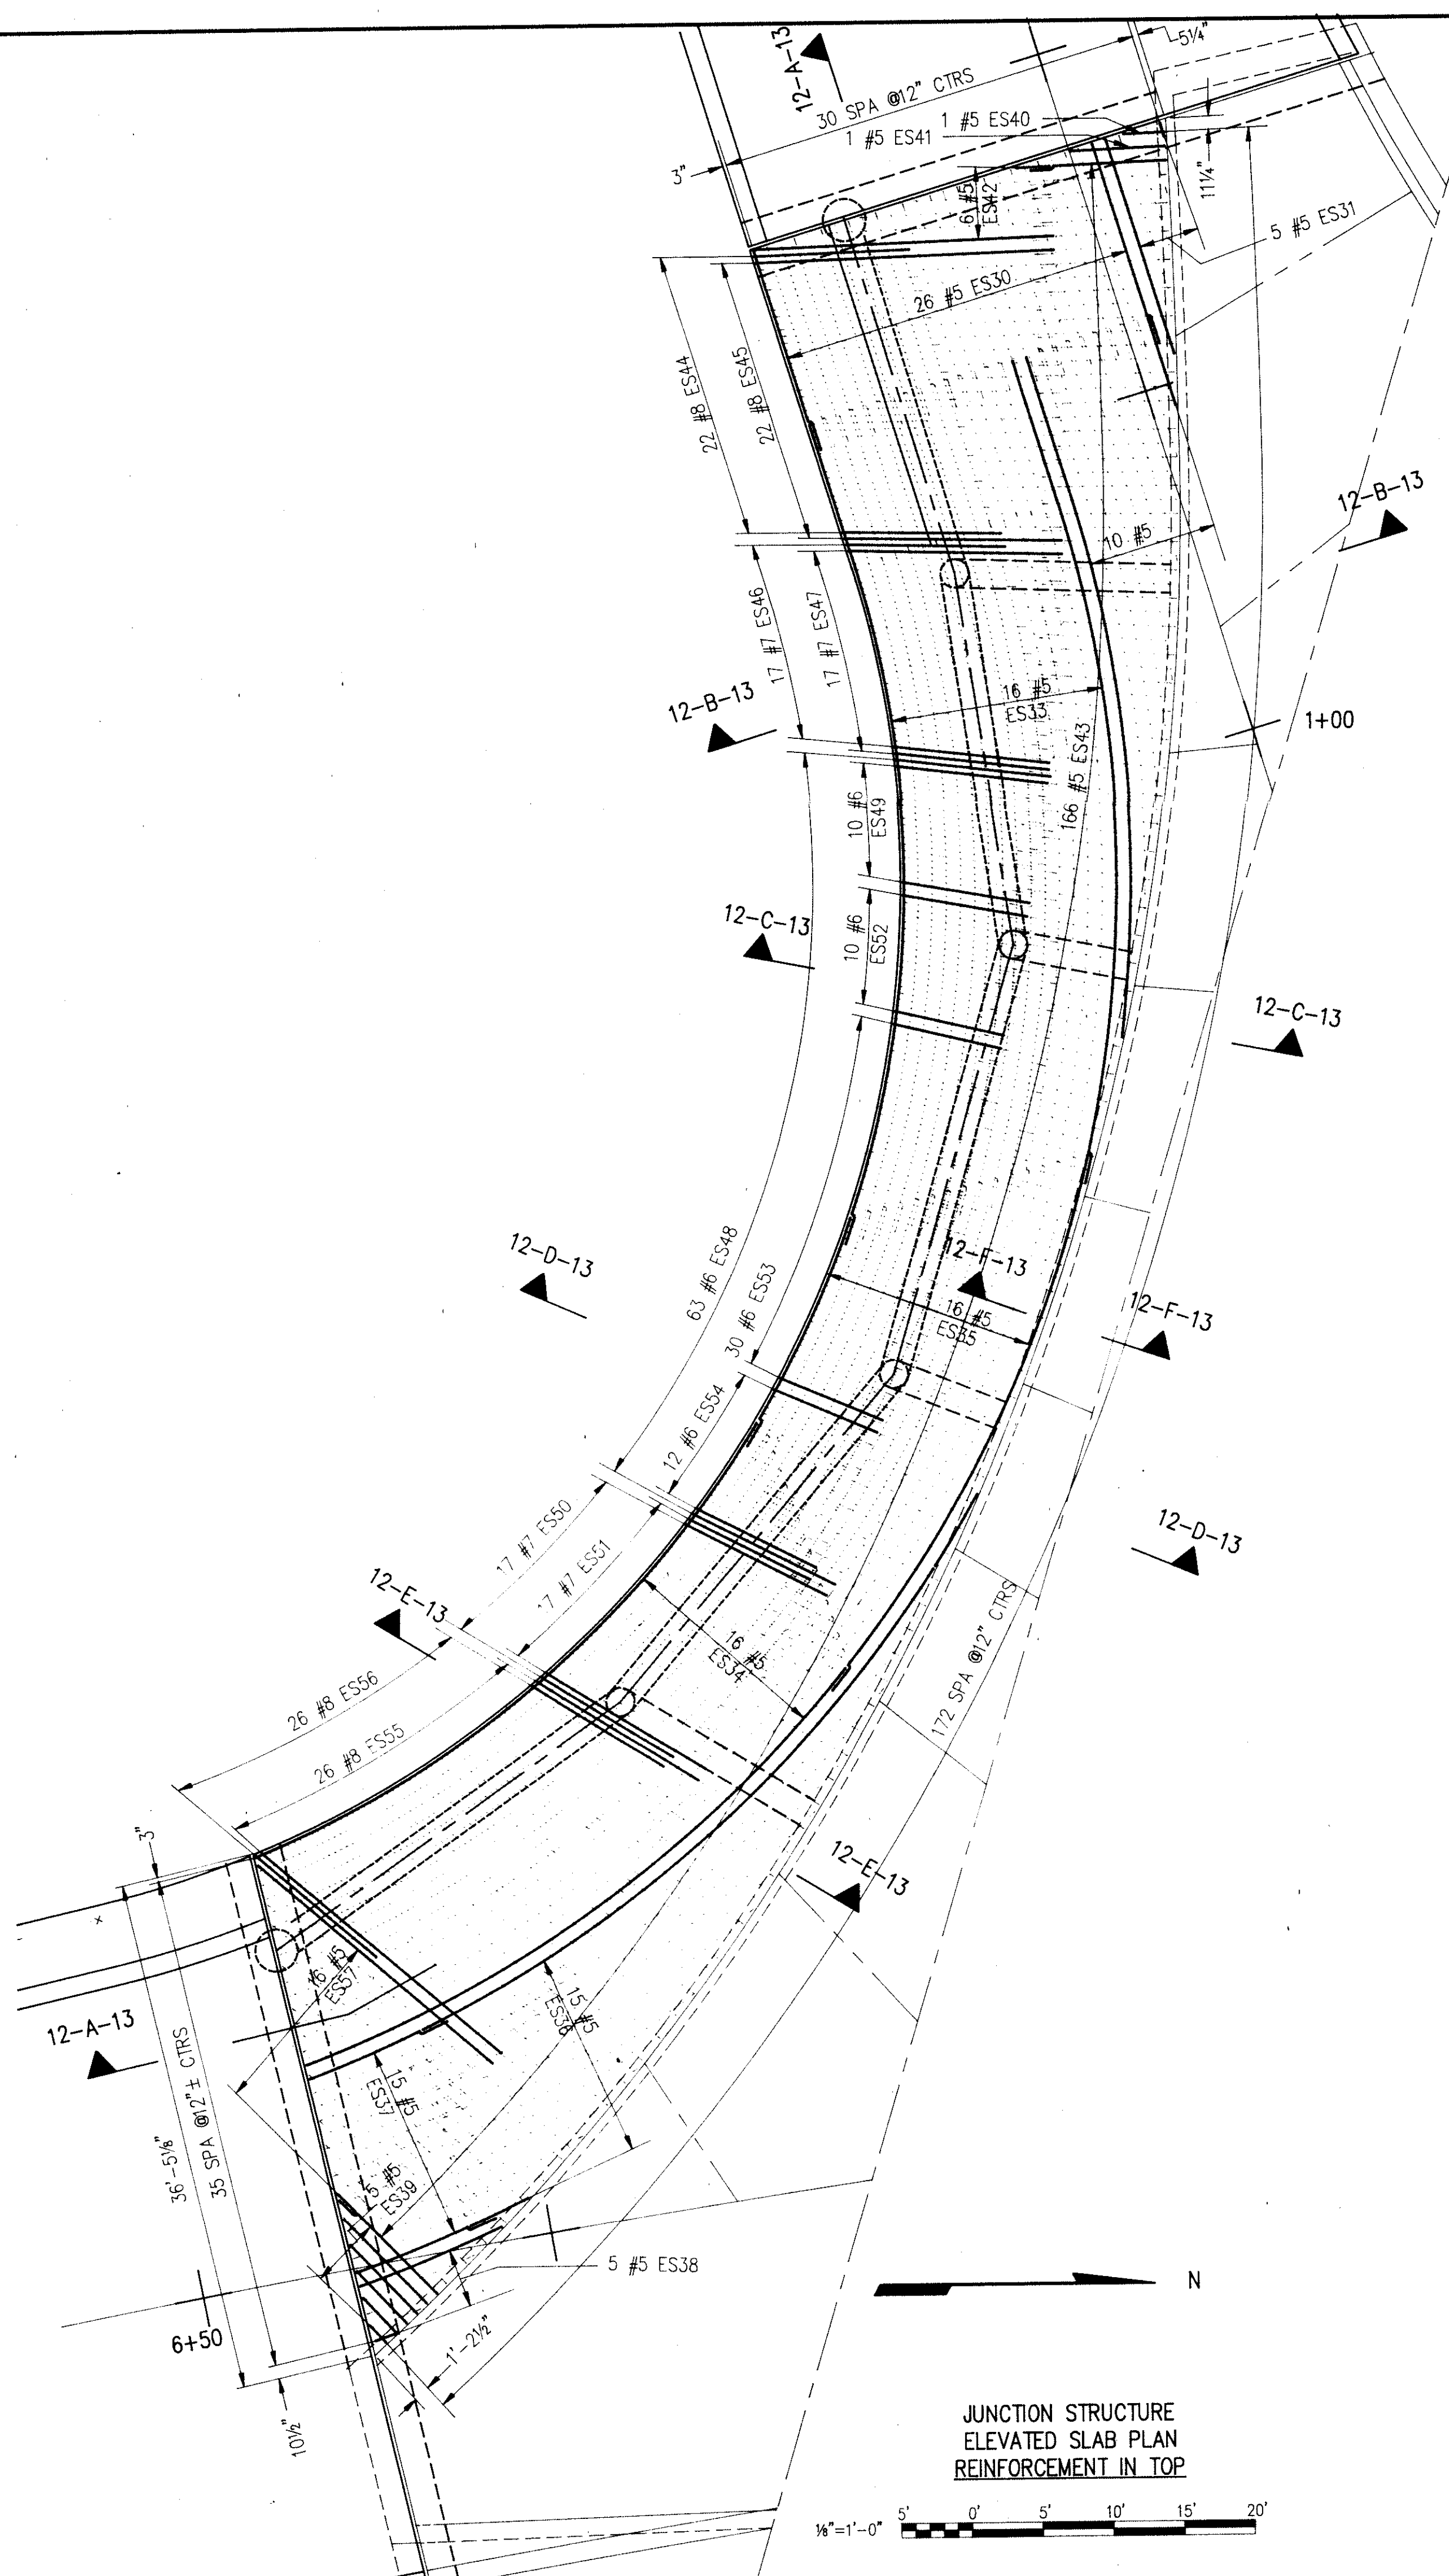 12-A-13
5¼"
30 SPA @12" CTRS
1 #5 ES40
1 #5 ES41
3"
6 #5
ES42
11¼"
5 #5 ES31
26 #5 ES30
22 #8 ES44
22 #8 ES45
12-B-13
10 #5
17 #7 ES46
17 #7 ES47
12-B-13
16 #5
ES33
1+00
166 #5 ES43
10 #6
ES49
12-C-13
10 #6
ES52
12-C-13
12-D-13
63 #6 ES48
30 #6 ES53
12-F-13
16 #5
ES35
12-F-13
12 #6 ES54
12-D-13
17 #7 ES50
17 #7 ES51
12-E-13
16 #5
ES34
172 SPA @12" CTRS
26 #8 ES56
26 #8 ES55
3"
12-E-13
16 #5
ES57
15 #5
ES36
12-A-13
15 #5
ES37
36'-5⅛"
35 SPA @12"± CTRS
5 #5
ES39
5 #5 ES38
N
6+50
1'-2½"
10½"
JUNCTION STRUCTURE
ELEVATED SLAB PLAN
REINFORCEMENT IN TOP
⅛"=1'-0"
5' 0' 5' 10' 15' 20'